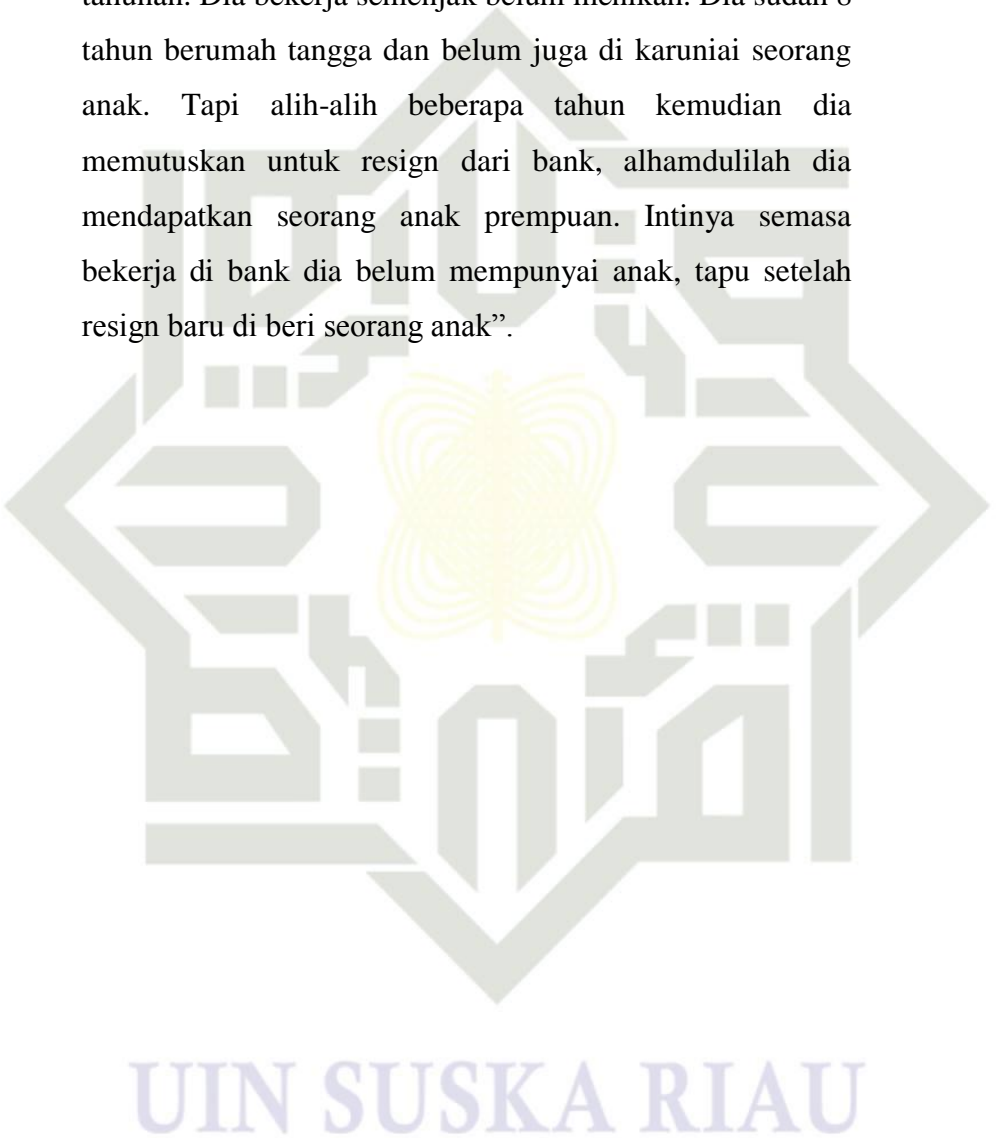 tahunan. Dia bekerja semenjak belum menikah. Dia sudah 8
tahun berumah tangga dan belum juga di karuniai seorang
anak. Tapi alih-alih beberapa tahun kemudian dia
memutuskan untuk resign dari bank, alhamdulilah dia
mendapatkan seorang anak prempuan. Intinya semasa
bekerja di bank dia belum mempunyai anak, tapu setelah
resign baru di beri seorang anak”.
UIN SUSKA RIAU